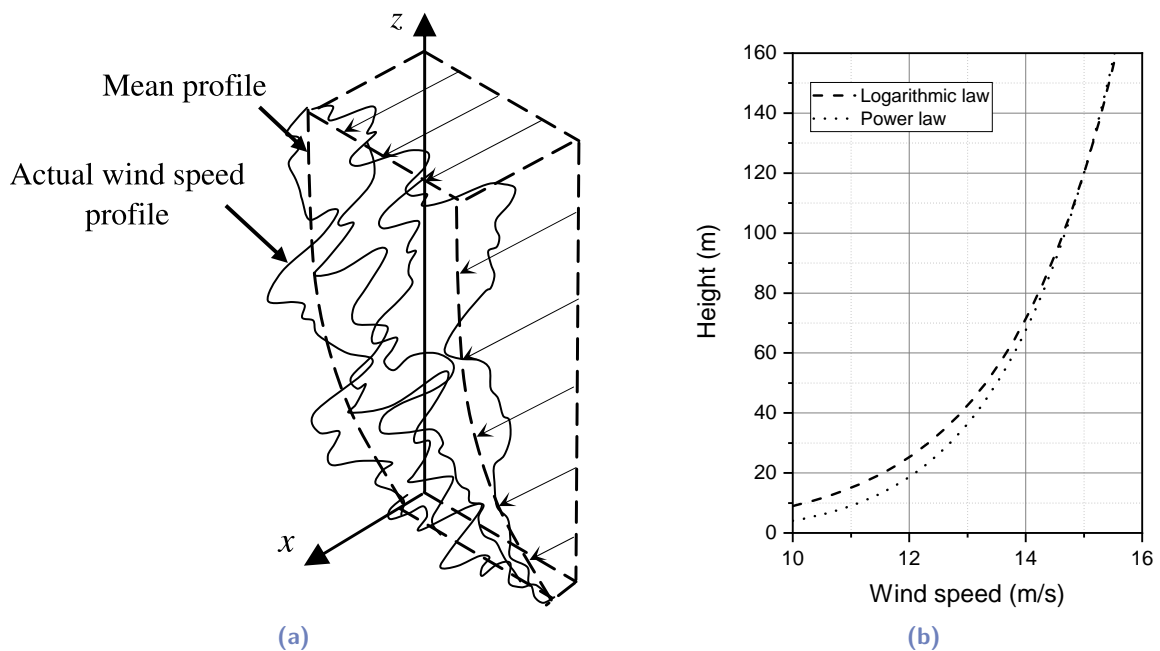 z
Mean profile
Actual wind speed
profile
x
(a)
160
140
120
100
80
60
40
20
0
Height (m)
Logarithmic law
Power law
10
12
14
16
Wind speed (m/s)
(b)